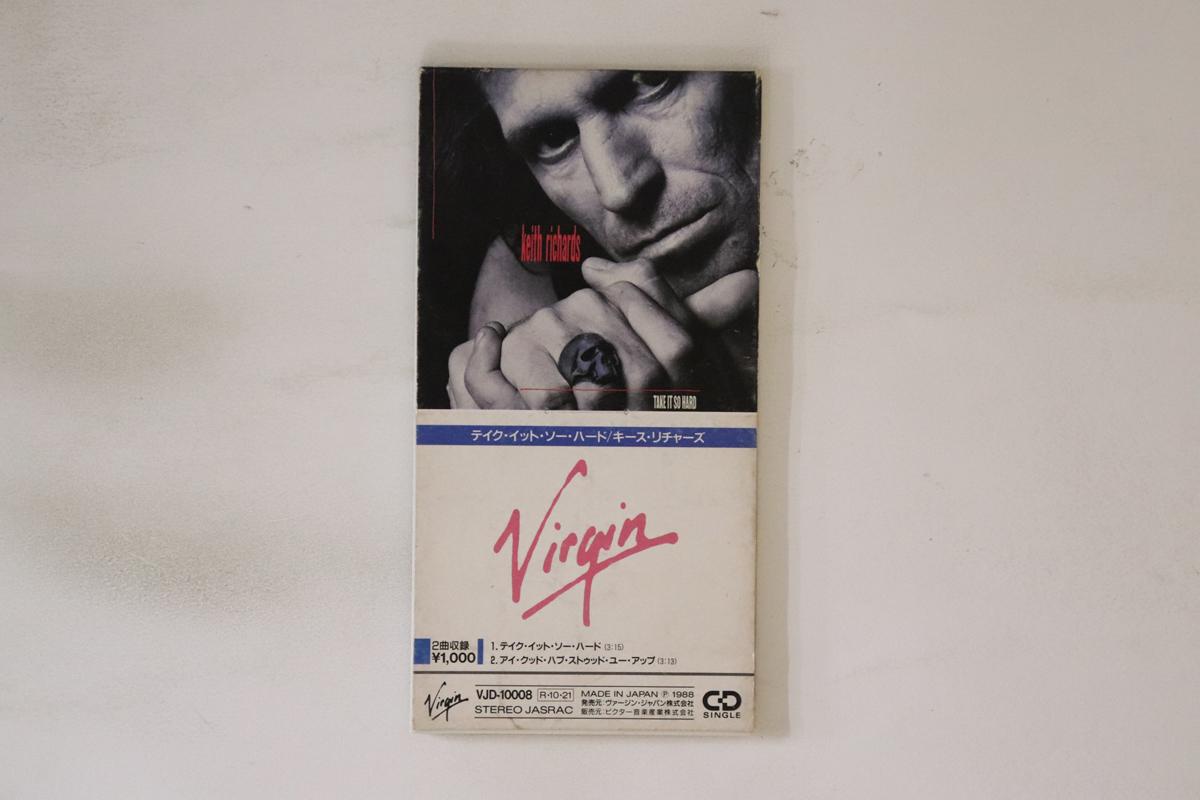 keith richards
TAKE IT SO HARD
テイク・イット・ソー・ハード/キース・リチャーズ
Virgin
2曲収録
¥1,000
1. テイク・イット・ソー・ハード (3:15)
2. アイ・クッド・ハブ・ストゥッド・ユー・アップ (3:13)
Virgin
VJD-10008 R・10・21
STEREO JASRAC
MADE IN JAPAN Ⓟ 1988
発売元:ヴァージン・ジャパン株式会社
販売元:ビクター音楽産業株式会社
CD
SINGLE